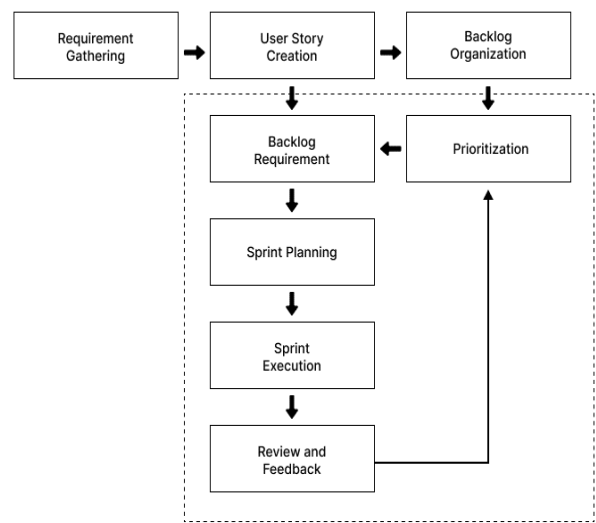 Requirement
Gathering
User Story
Creation
Backlog
Organization
Backlog
Requirement
Prioritization
Sprint Planning
Sprint
Execution
Review and
Feedback